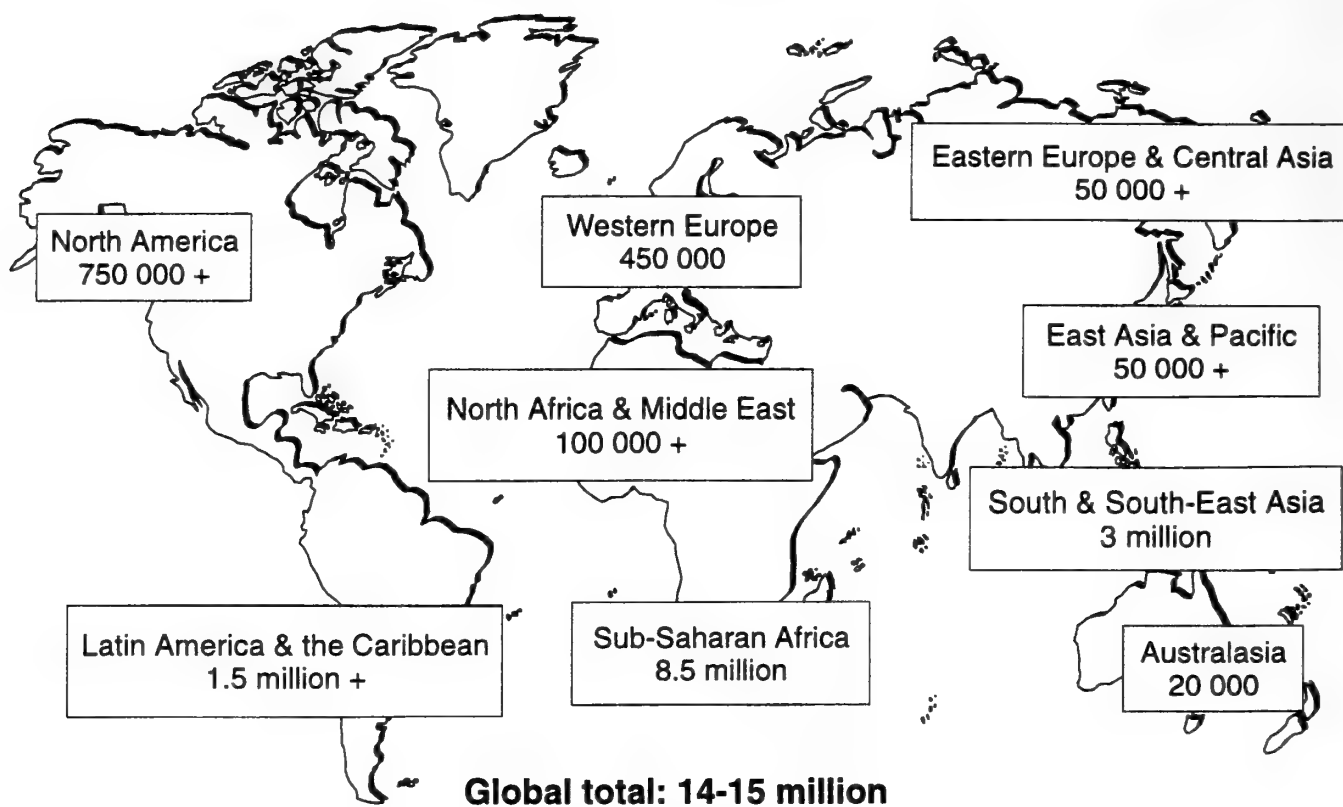 Eastern Europe & Central Asia
50 000 +
North America
750 000 +
Western Europe
450 000
East Asia & Pacific
50 000 +
North Africa & Middle East
100 000 +
South & South-East Asia
3 million
Latin America & the Caribbean
1.5 million +
Sub-Saharan Africa
8.5 million
Australasia
20 000
Global total: 14-15 million